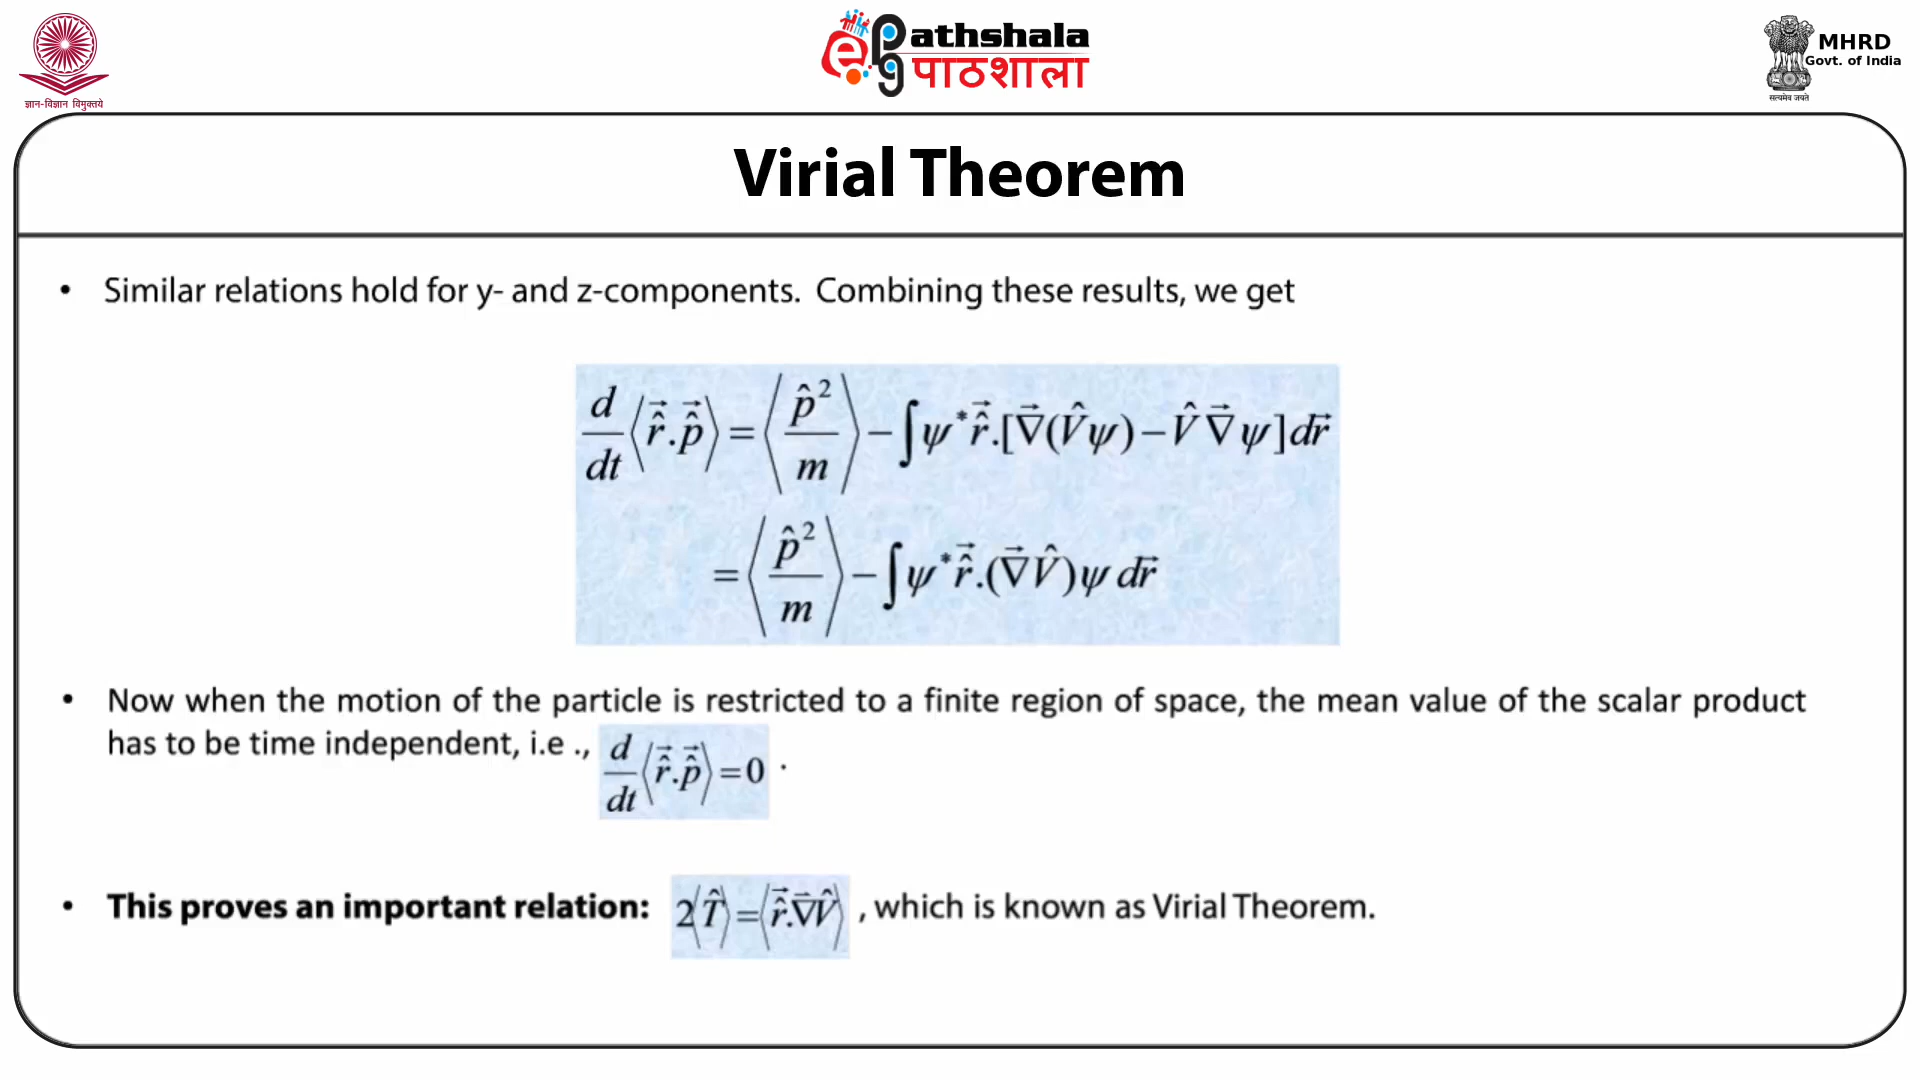 ज्ञान-विज्ञान विमुक्तये
ePathshala
पाठशाला
MHRD
Govt. of India
सत्यमेव जयते
Virial Theorem
• Similar relations hold for y- and z-components. Combining these results, we get
d/dt ⟨r̂⃗.p̂⃗⟩ = ⟨p̂²/m⟩ − ∫ψ* r̂⃗.[∇⃗(V̂ψ) − V̂∇⃗ψ]dr⃗
= ⟨p̂²/m⟩ − ∫ψ* r̂⃗.(∇⃗V̂)ψ dr⃗
• Now when the motion of the particle is restricted to a finite region of space, the mean value of the scalar product
has to be time independent, i.e ., d/dt ⟨r̂⃗.p̂⃗⟩ = 0 .
• This proves an important relation: 2⟨T̂⟩ = ⟨r̂⃗.∇⃗V̂⟩ , which is known as Virial Theorem.